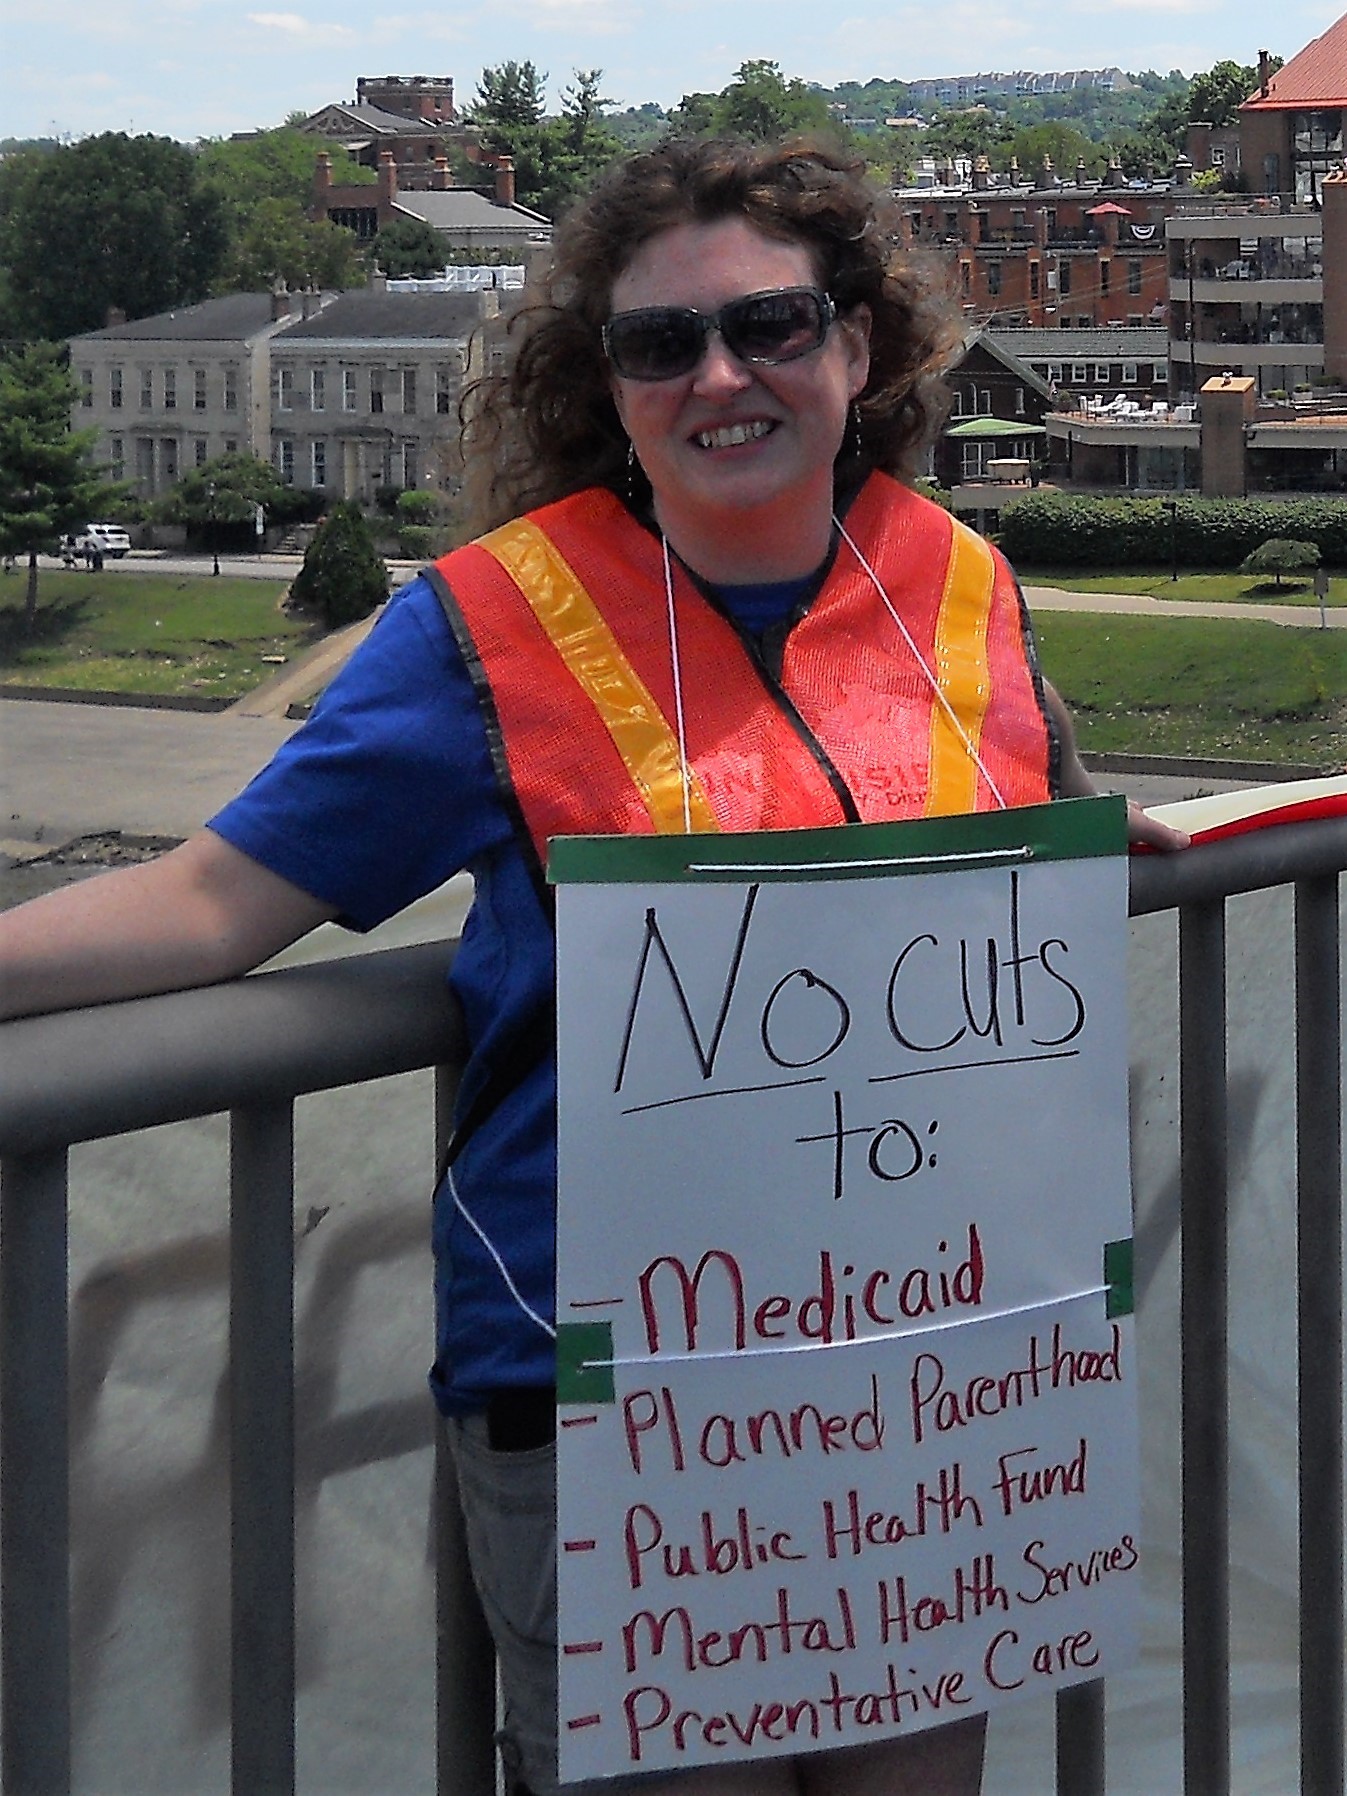 No cuts
to:
- Medicaid
- Planned Parenthood
- Public Health Fund
- Mental Health Services
- Preventative Care